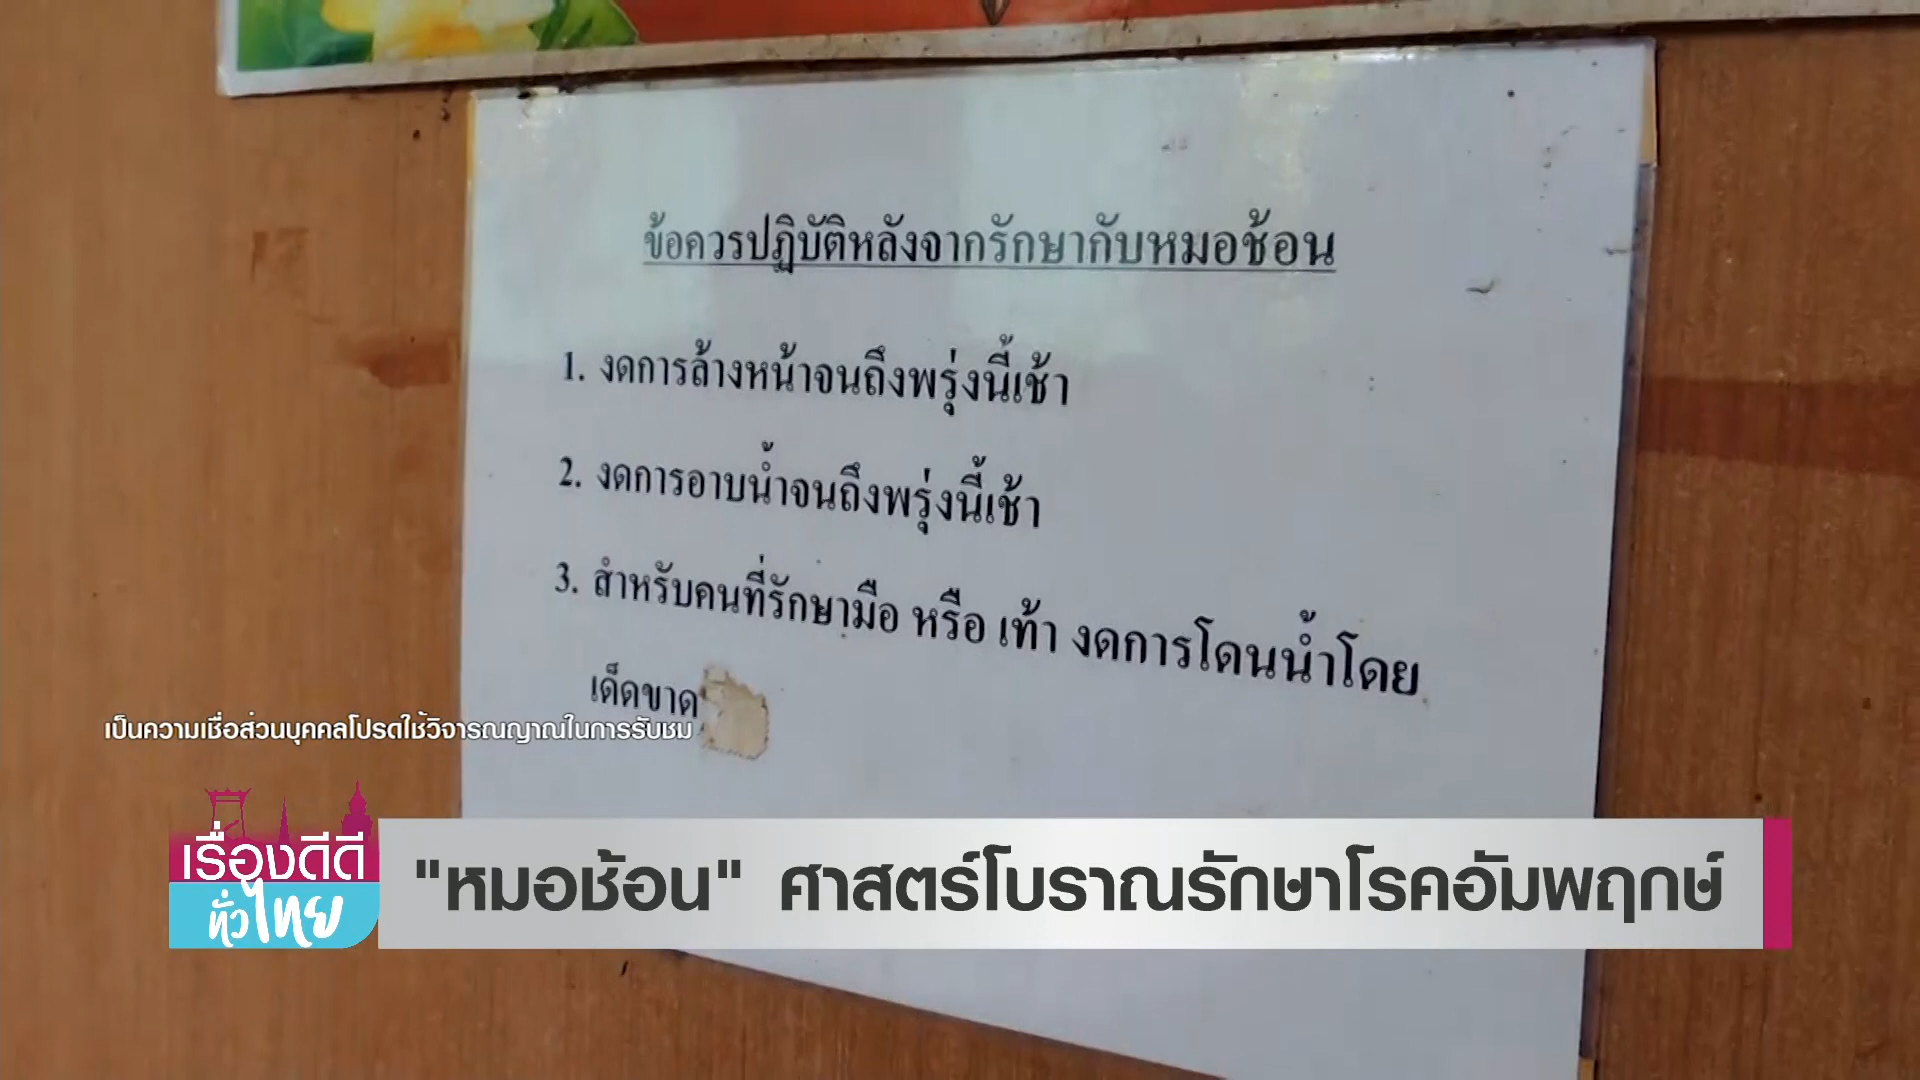 ข้อควรปฏิบัติหลังจากรักษากับหมอช้อน
1. งดการล้างหน้าจนถึงพรุ่งนี้เช้า
2. งดการอาบน้ำจนถึงพรุ่งนี้เช้า
3. สำหรับคนที่รักษามือ หรือ เท้า งดการโดนน้ำโดย
เด็ดขาด
เป็นความเชื่อส่วนบุคคลโปรดใช้วิจารณญาณในการรับชม
เรื่องดีดี
ทั่วไทย
"หมอช้อน" ศาสตร์โบราณรักษาโรคอัมพฤกษ์